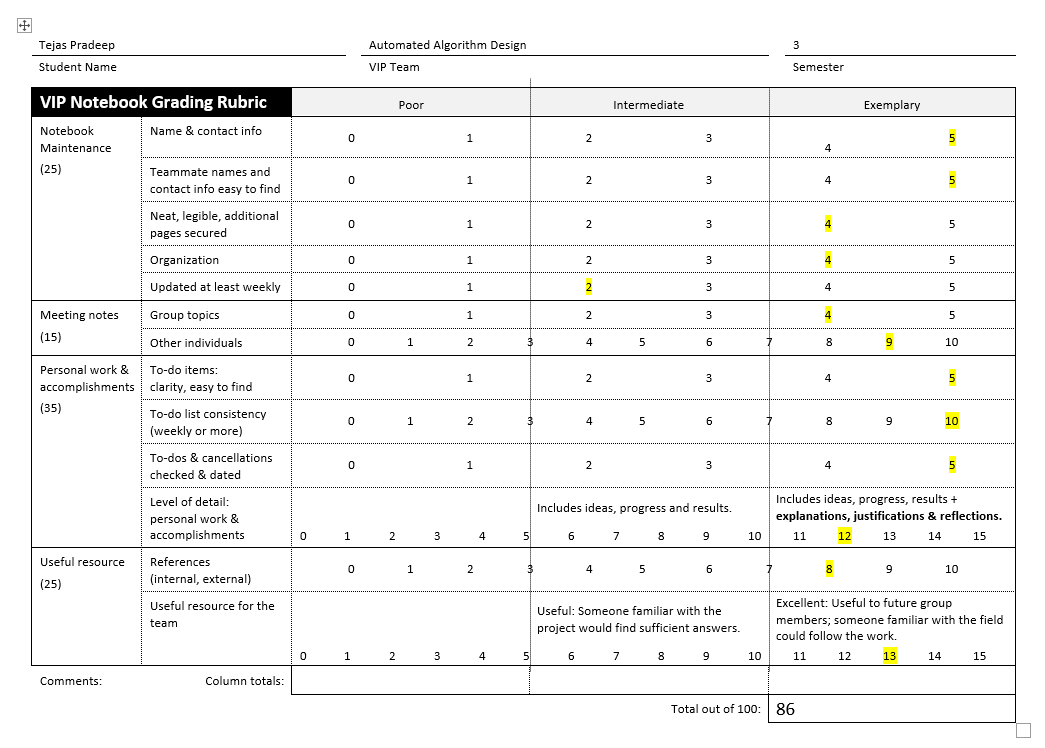 Tejas Pradeep Automated Algorithm Design 3
Student Name VIP Team Semester
VIP Notebook Grading Rubric Poor Intermediate Exemplary
Notebook
Maintenance
(25)
Name & contact info 0 1 2 3 4 5
Teammate names and
contact info easy to find 0 1 2 3 4 5
Neat, legible, additional
pages secured 0 1 2 3 4 5
Organization 0 1 2 3 4 5
Updated at least weekly 0 1 2 3 4 5
Meeting notes
(15)
Group topics 0 1 2 3 4 5
Other individuals 0 1 2 3 4 5 6 7 8 9 10
Personal work &
accomplishments
(35)
To-do items:
clarity, easy to find 0 1 2 3 4 5
To-do list consistency
(weekly or more) 0 1 2 3 4 5 6 7 8 9 10
To-dos & cancellations
checked & dated 0 1 2 3 4 5
Level of detail:
personal work &
accomplishments
Includes ideas, progress and results.
Includes ideas, progress, results +
explanations, justifications & reflections.
0 1 2 3 4 5 6 7 8 9 10 11 12 13 14 15
Useful resource
(25)
References
(internal, external) 0 1 2 3 4 5 6 7 8 9 10
Useful resource for the
team
Useful: Someone familiar with the
project would find sufficient answers.
Excellent: Useful to future group
members; someone familiar with the field
could follow the work.
0 1 2 3 4 5 6 7 8 9 10 11 12 13 14 15
Comments: Column totals:
Total out of 100: 86